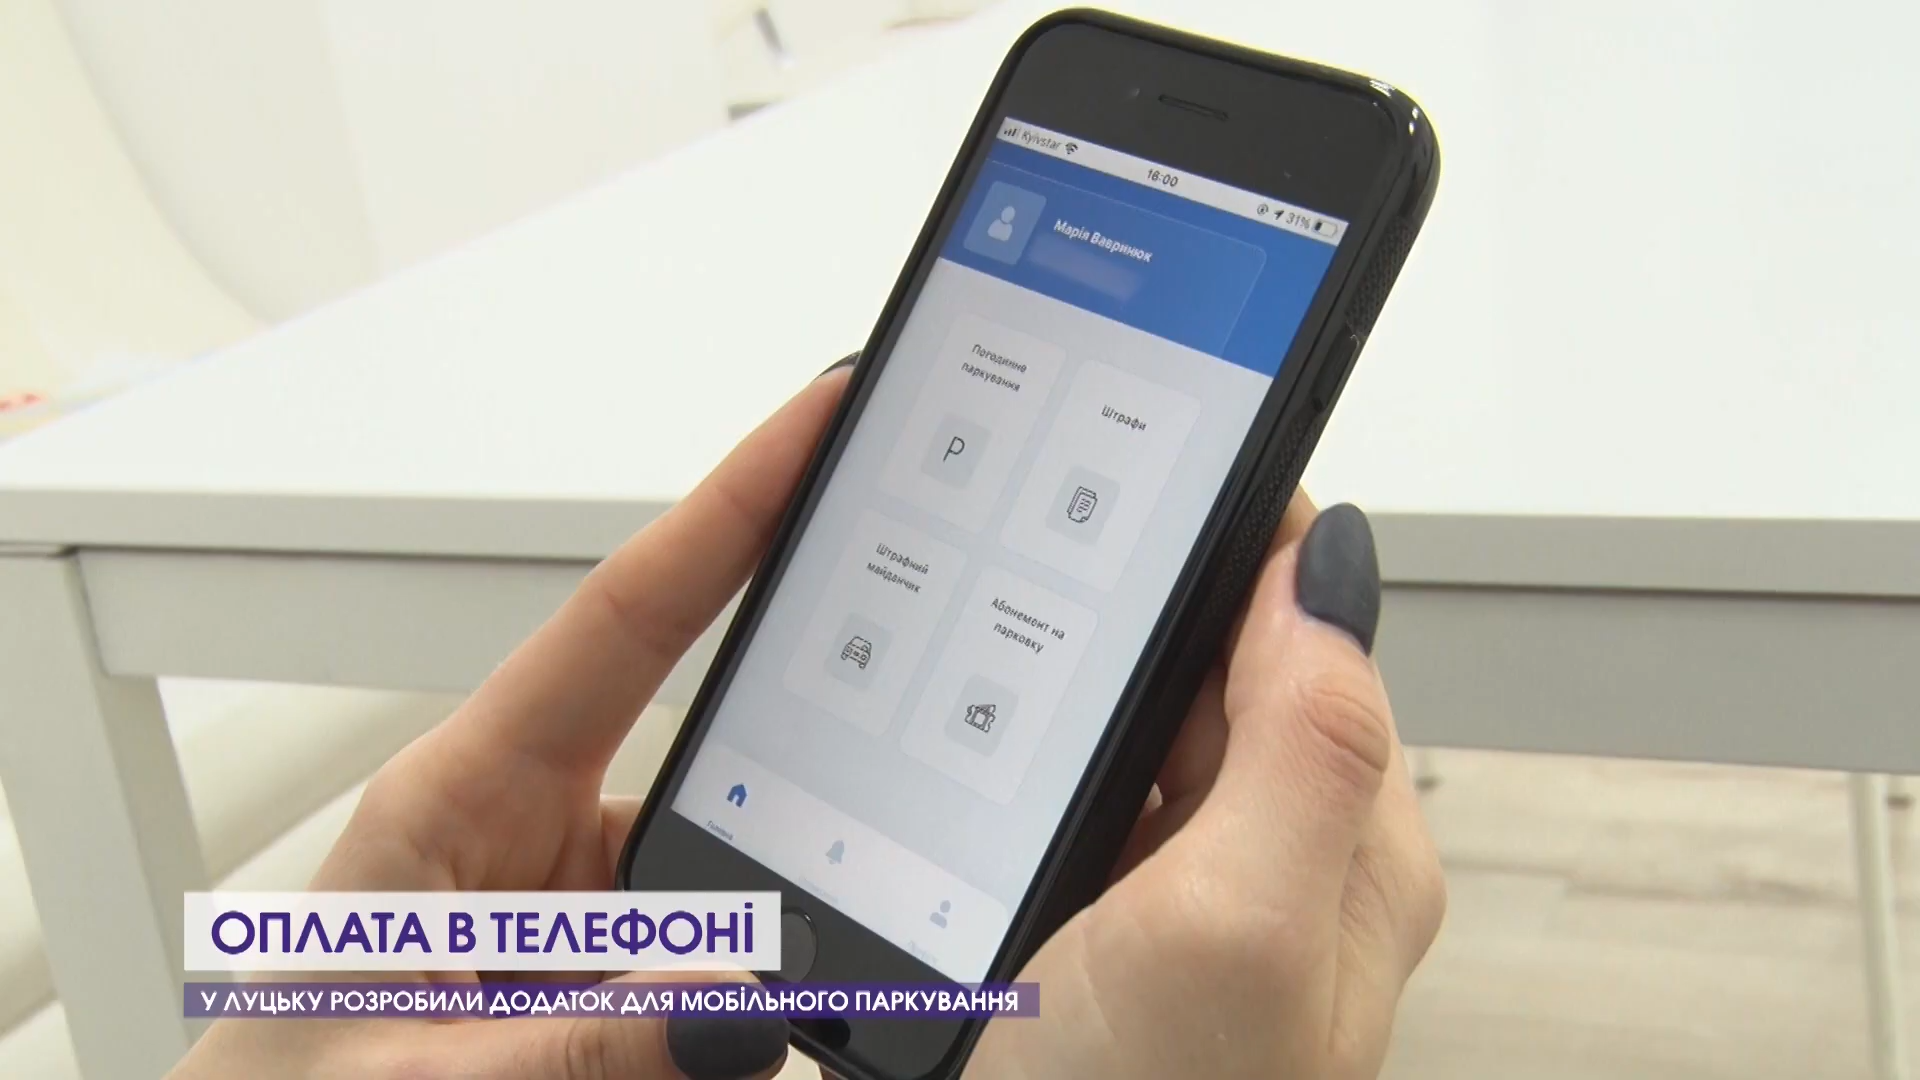 Kyivstar
16:00
31%
Марія Вавринюк
Погодинне
паркування
Штрафи
Штрафний
майданчик
Абонемент на
парковку
P
Головна
ОПЛАТА В ТЕЛЕФОНІ
У ЛУЦЬКУ РОЗРОБИЛИ ДОДАТОК ДЛЯ МОБІЛЬНОГО ПАРКУВАННЯ